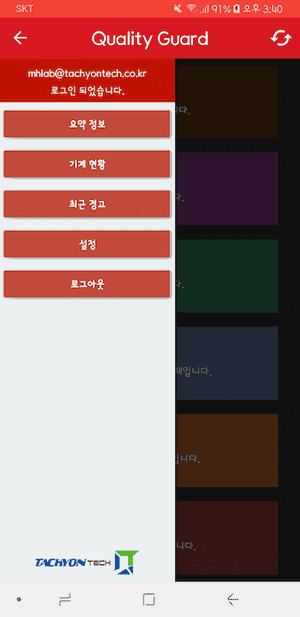 SKT 91% 오후 3:40
Quality Guard
mhlab@tachyontech.co.kr
로그인 되었습니다.
요약 정보
기계 현황
최근 경고
설정
로그아웃
다.
다.
다.
태입니다.
입니다.
니다.
TACHYON TECH